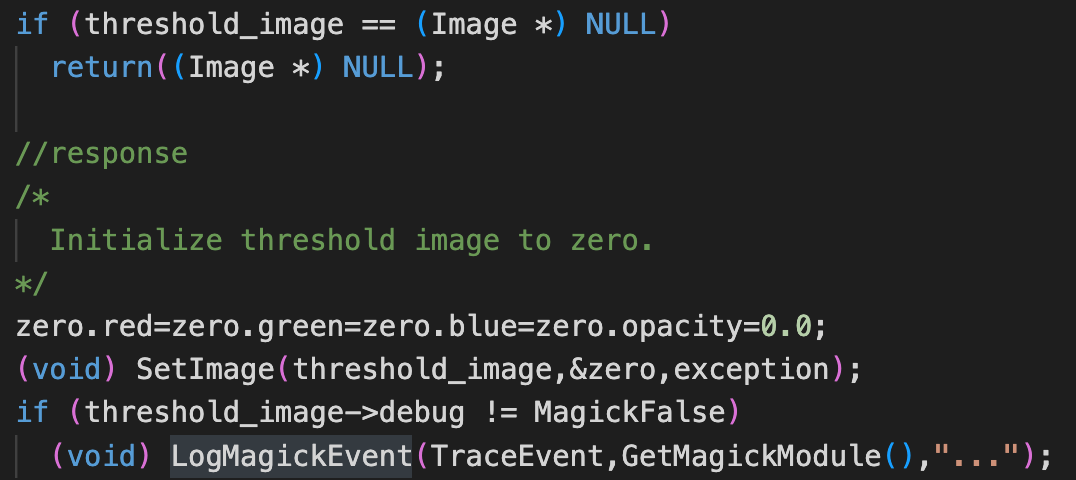 if (threshold_image == (Image *) NULL)
  return((Image *) NULL);

//response
/*
  Initialize threshold image to zero.
*/
zero.red=zero.green=zero.blue=zero.opacity=0.0;
(void) SetImage(threshold_image,&zero,exception);
if (threshold_image->debug != MagickFalse)
  (void) LogMagickEvent(TraceEvent,GetMagickModule(),"...");